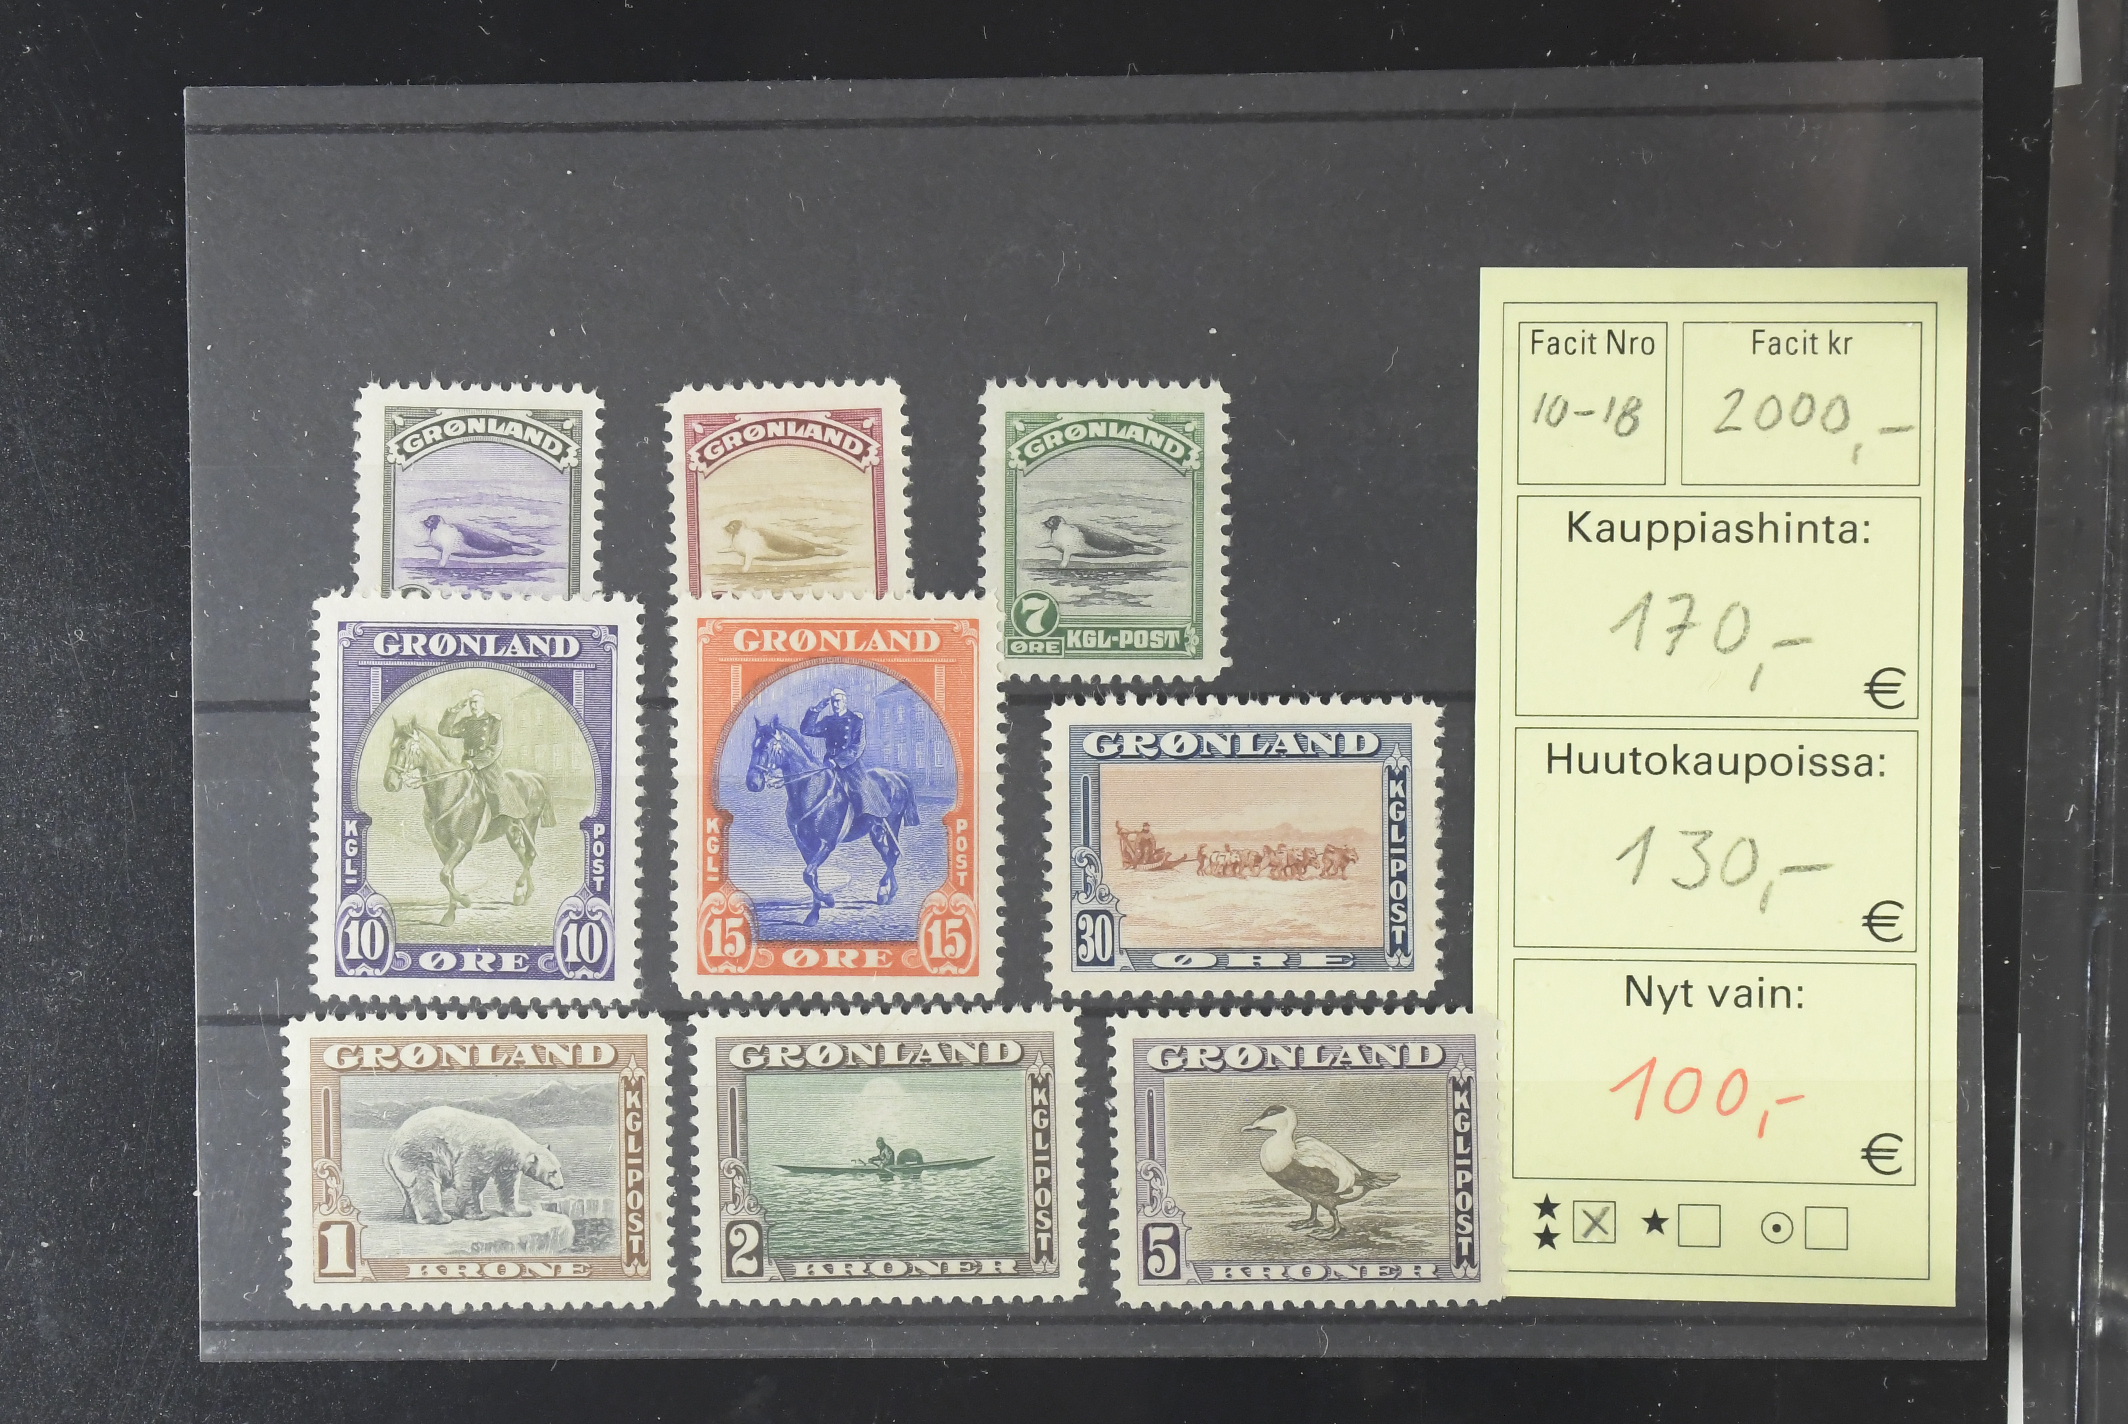 GRØNLAND
GRØNLAND
GRØNLAND
7
ØRE KGL-POST
GRØNLAND
KGL-
POST
10 ØRE 10
GRØNLAND
KGL-
POST
15 ØRE 15
GRØNLAND
KGL-POST
30
ØRE
GRØNLAND
KGL-POST
1
KRONE
GRØNLAND
KGL-POST
2
KRONER
GRØNLAND
KGL-POST
5
KRONER
Facit Nro
10-18
Facit kr
2000,-
Kauppiashinta:
170,-
€
Huutokaupoissa:
130,-
€
Nyt vain:
100,-
€